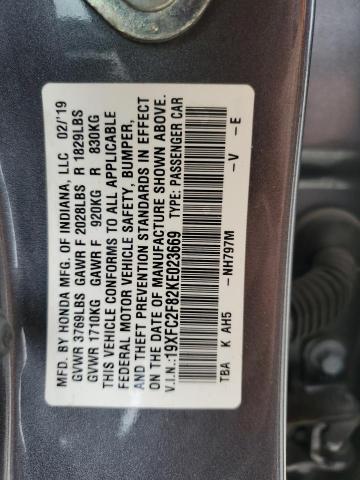 MFD. BY HONDA MFG. OF INDIANA, LLC 02/'19
GVWR 3769LBS GAWR F 2028LBS R 1829LBS
GVWR 1710KG GAWR F 920KG R 830KG
THIS VEHICLE CONFORMS TO ALL APPLICABLE
FEDERAL MOTOR VEHICLE SAFETY, BUMPER,
AND THEFT PREVENTION STANDARDS IN EFFECT
ON THE DATE OF MANUFACTURE SHOWN ABOVE.
V.I.N.:19XFC2F82KE023669 TYPE: PASSENGER CAR
TBA K AH5 -NH797M -V -E